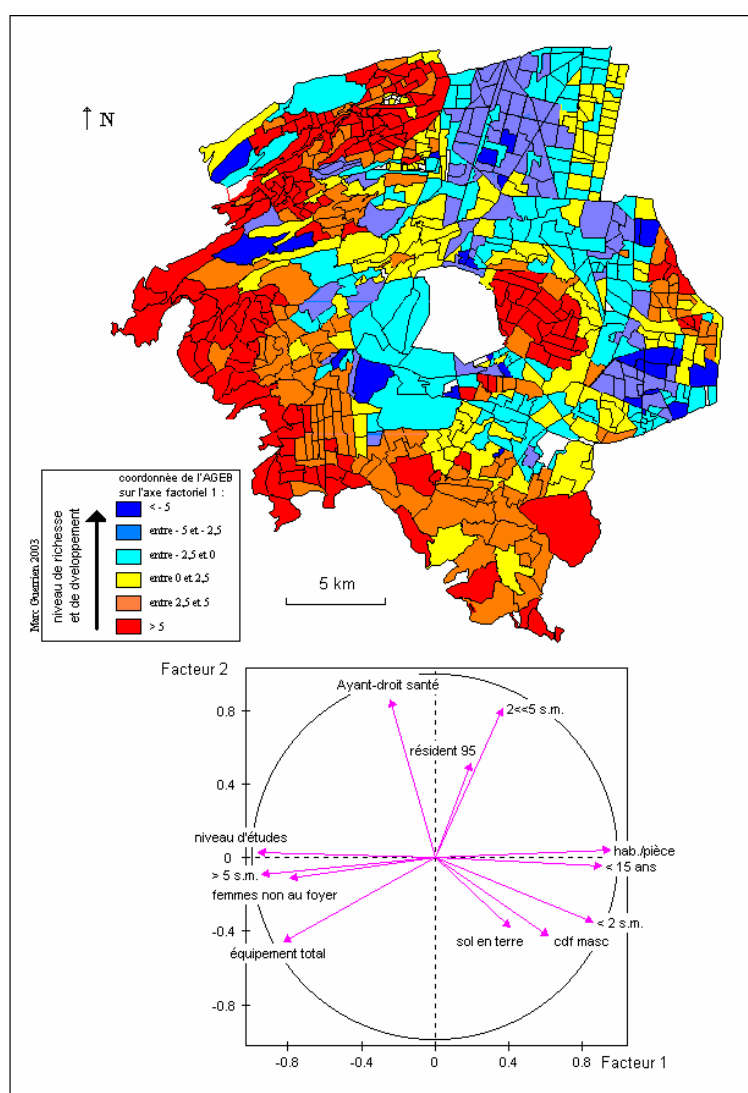 ↑ N
coordonnée de l'AGEB
sur l'axe factoriel 1 :
< - 5
entre - 5 et - 2,5
entre - 2,5 et 0
entre 0 et 2,5
entre 2,5 et 5
> 5
niveau de richesse
et de dveloppement
Marc Guerrien 2003
5 km
Facteur 2
Ayant-droit santé
2<<5 s.m.
0.8
résident 95
0.4
niveau d'études
hab./pièce
0
< 15 ans
> 5 s.m.
femmes non au foyer
< 2 s.m.
-0.4
sol en terre
cdf masc
équipement total
-0.8
-0.8
-0.4
0
0.4
0.8
Facteur 1